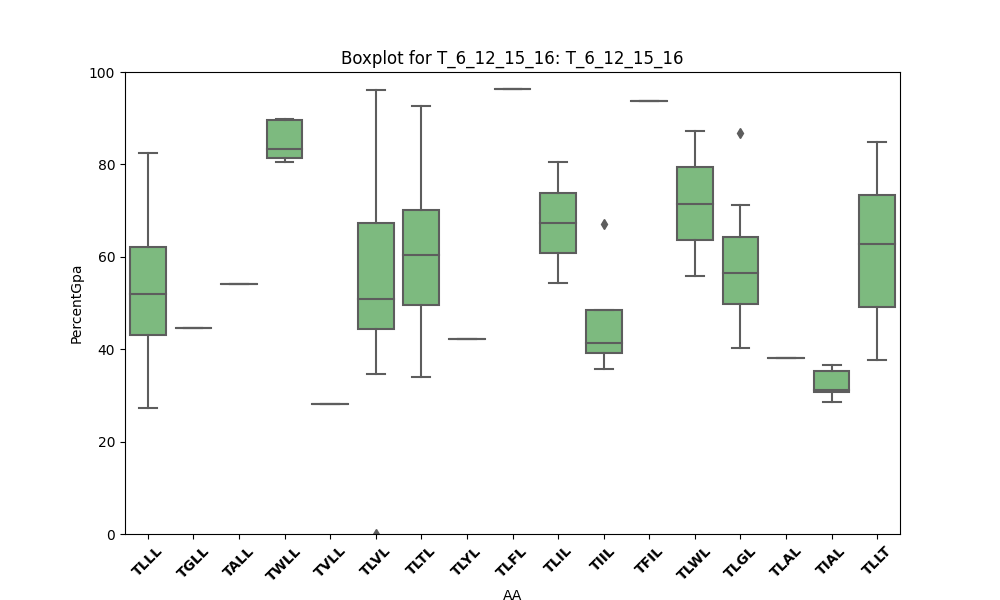 Boxplot for T_6_12_15_16: T_6_12_15_16
PercentGpa
100
80
60
40
20
0
TLLL TGLL TALL TWLL TVLL TLVL TLTL TLYL TLFL TLIL TIIL TFIL TLWL TLGL TLAL TIAL TLLT
AA